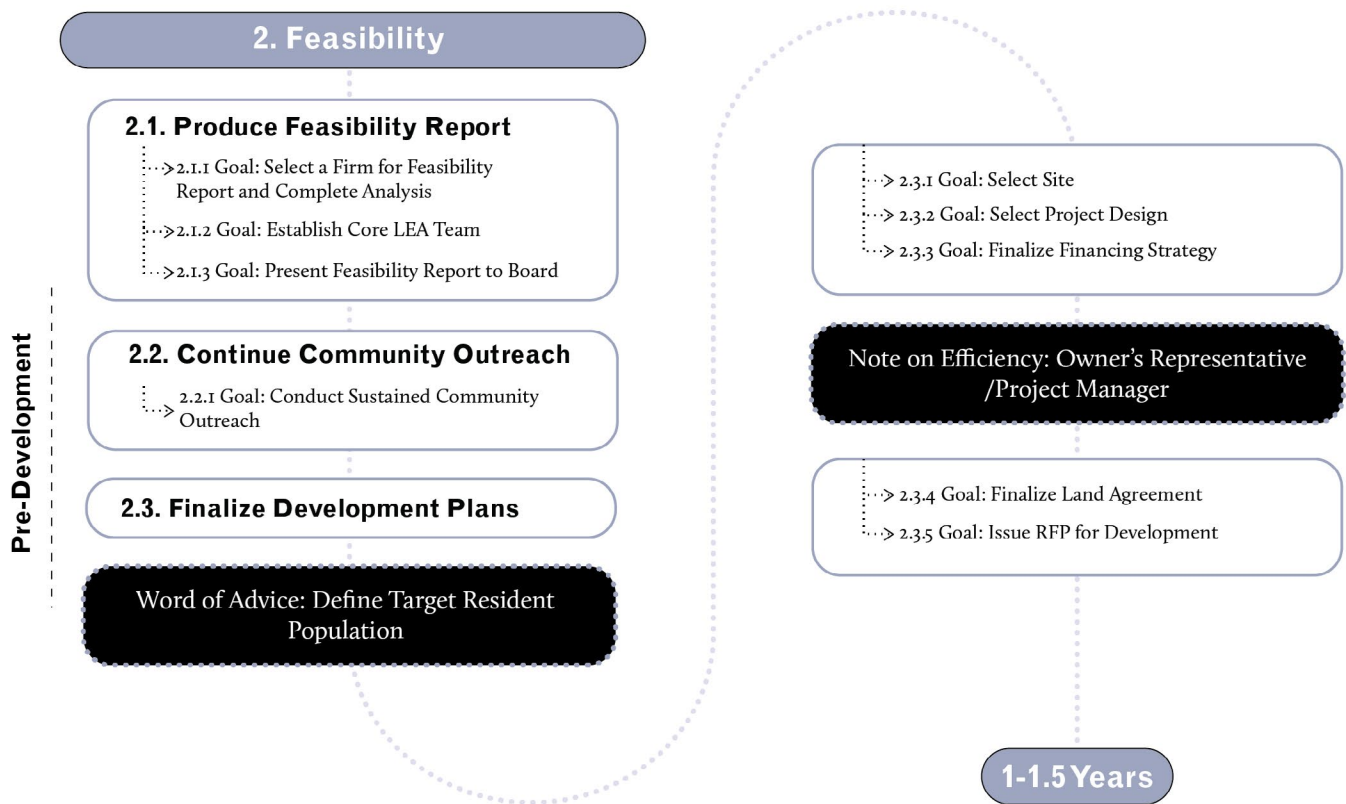 2. Feasibility
2.1. Produce Feasibility Report
2.1.1 Goal: Select a Firm for Feasibility
Report and Complete Analysis
2.1.2 Goal: Establish Core LEA Team
2.1.3 Goal: Present Feasibility Report to Board
Pre-Development
2.2. Continue Community Outreach
2.2.1 Goal: Conduct Sustained Community
Outreach
2.3. Finalize Development Plans
Word of Advice: Define Target Resident
Population
2.3.1 Goal: Select Site
2.3.2 Goal: Select Project Design
2.3.3 Goal: Finalize Financing Strategy
Note on Efficiency: Owner’s Representative
/Project Manager
2.3.4 Goal: Finalize Land Agreement
2.3.5 Goal: Issue RFP for Development
1-1.5 Years